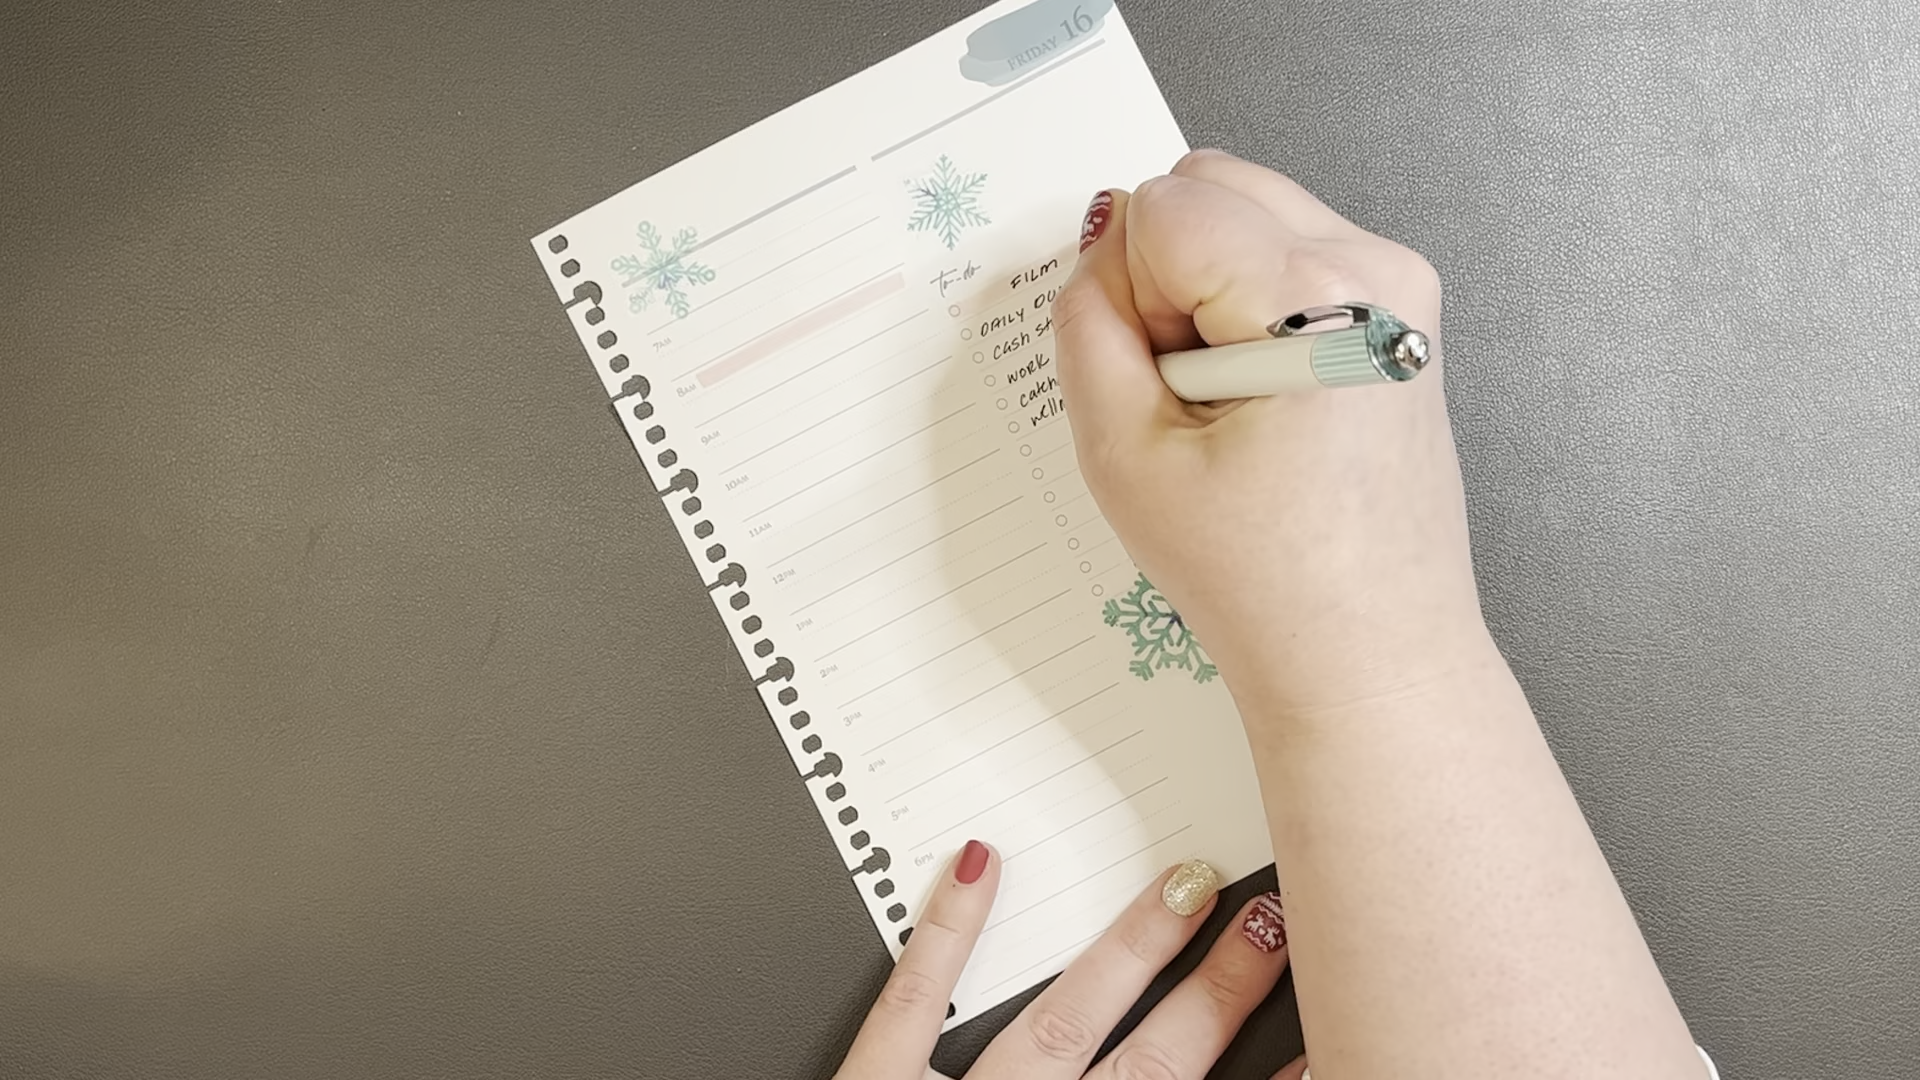 FRIDAY 16
to-do
FILM
DAILY
cash
WORK
7AM
8AM
9AM
10AM
11AM
12PM
1PM
2PM
3PM
4PM
5PM
6PM